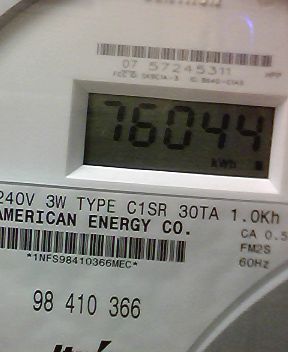 07 57245311
76044
kWh
240V 3W TYPE C1SR 30TA 1.0Kh
AMERICAN ENERGY CO.
CA 0.5
FM2S
60Hz
*1NFS98410366MEC*
98 410 366